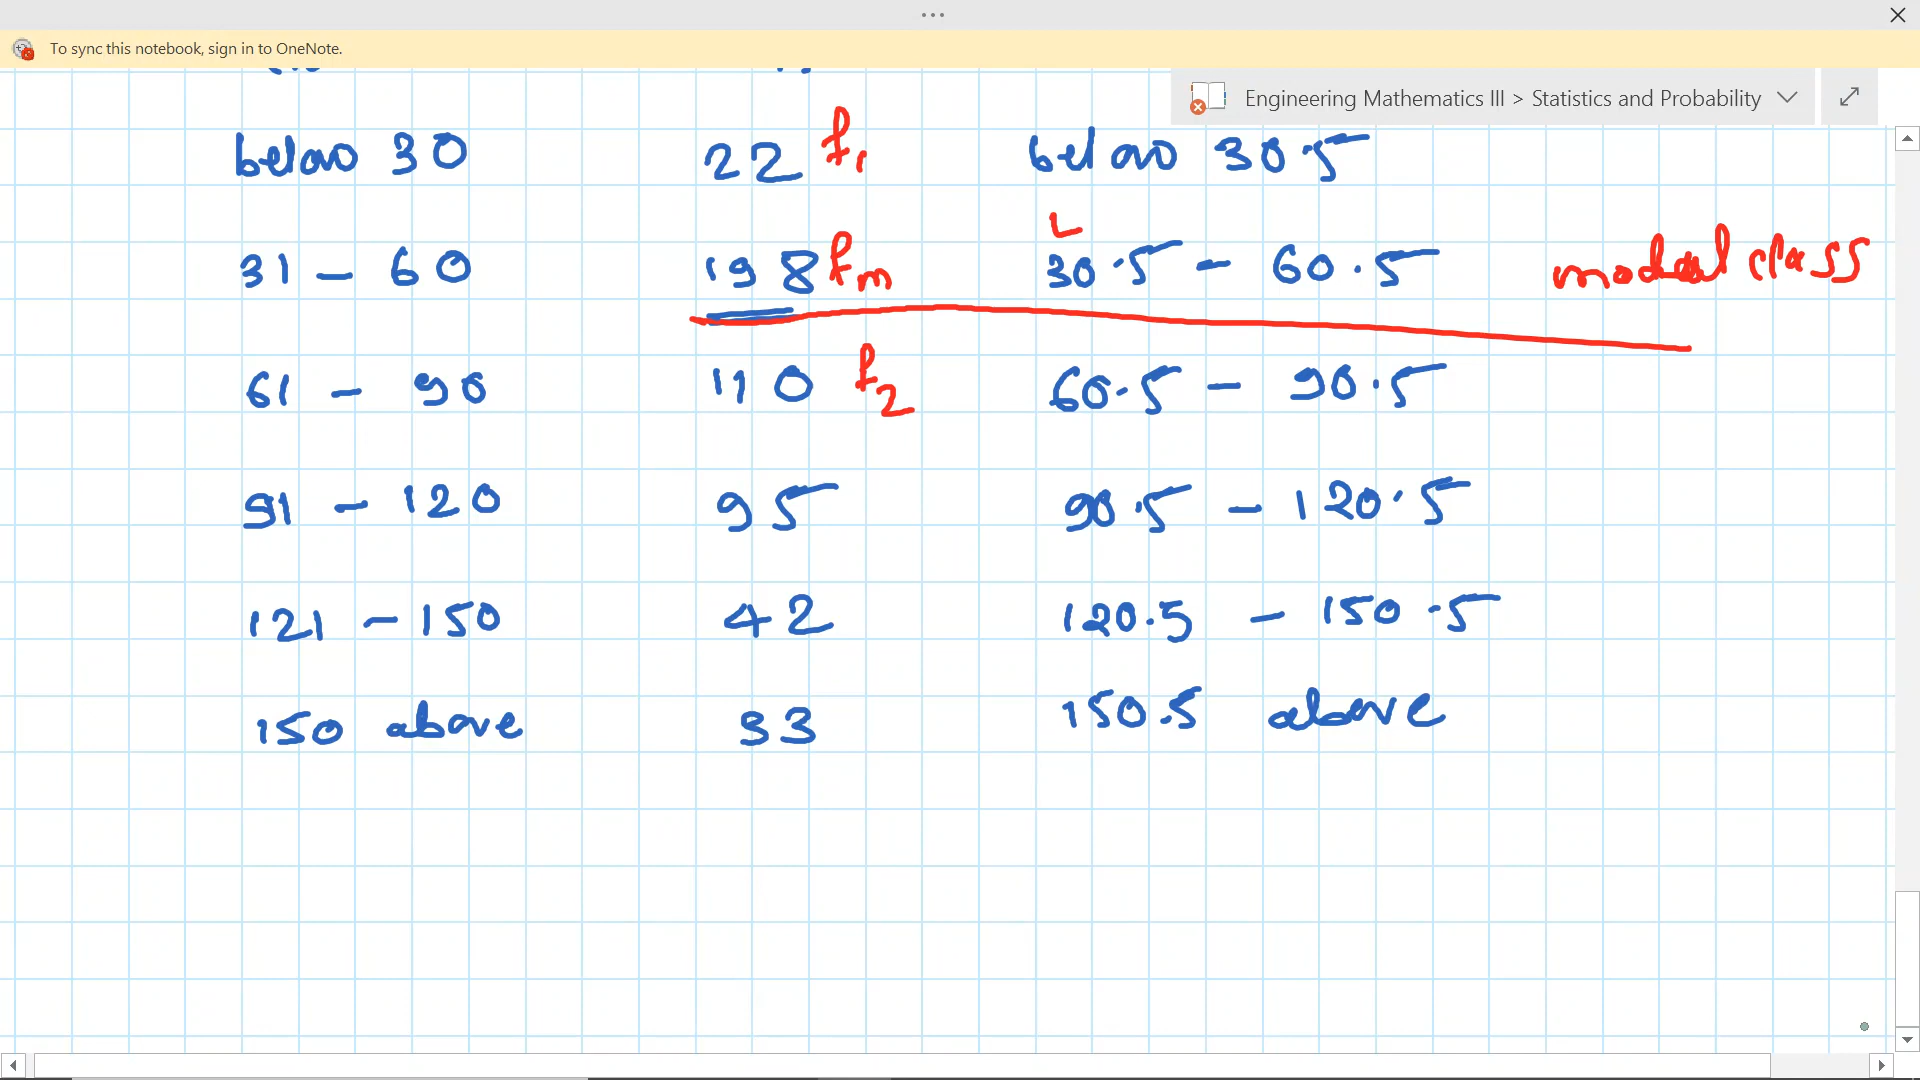 To sync this notebook, sign in to OneNote.
Engineering Mathematics III > Statistics and Probability
below 30 22 f1 below 30.5
L
31 - 60 198 fm 30.5 - 60.5 modal class
61 - 90 110 f2 60.5 - 90.5
91 - 120 95 90.5 - 120.5
121 - 150 42 120.5 - 150.5
150 above 33 150.5 above